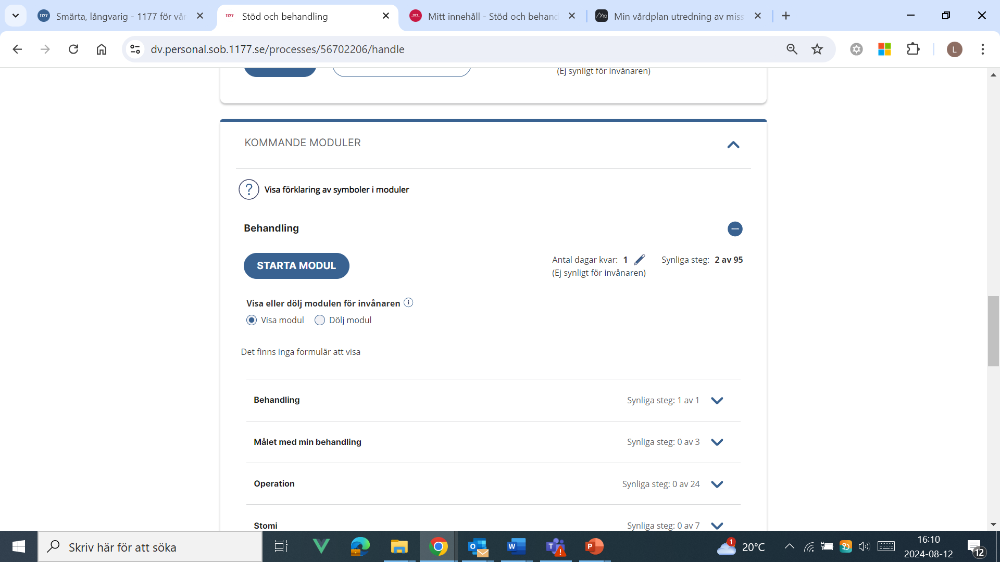 1177 Smärta, långvarig - 1177 för vår
1177 Stöd och behandling
1177 Mitt innehåll - Stöd och behand
Min vårdplan utredning av miss
dv.personal.sob.1177.se/processes/56702206/handle
L
(Ej synligt för invånaren)
KOMMANDE MODULER
? Visa förklaring av symboler i moduler
Behandling
STARTA MODUL
Antal dagar kvar: 1
(Ej synligt för invånaren)
Synliga steg: 2 av 95
Visa eller dölj modulen för invånaren i
Visa modul
Dölj modul
Det finns inga formulär att visa
Behandling
Synliga steg: 1 av 1
Målet med min behandling
Synliga steg: 0 av 3
Operation
Synliga steg: 0 av 24
Stomi
Synliga steg: 0 av 7
Skriv här för att söka
1
20°C
16:10
2024-08-12
12